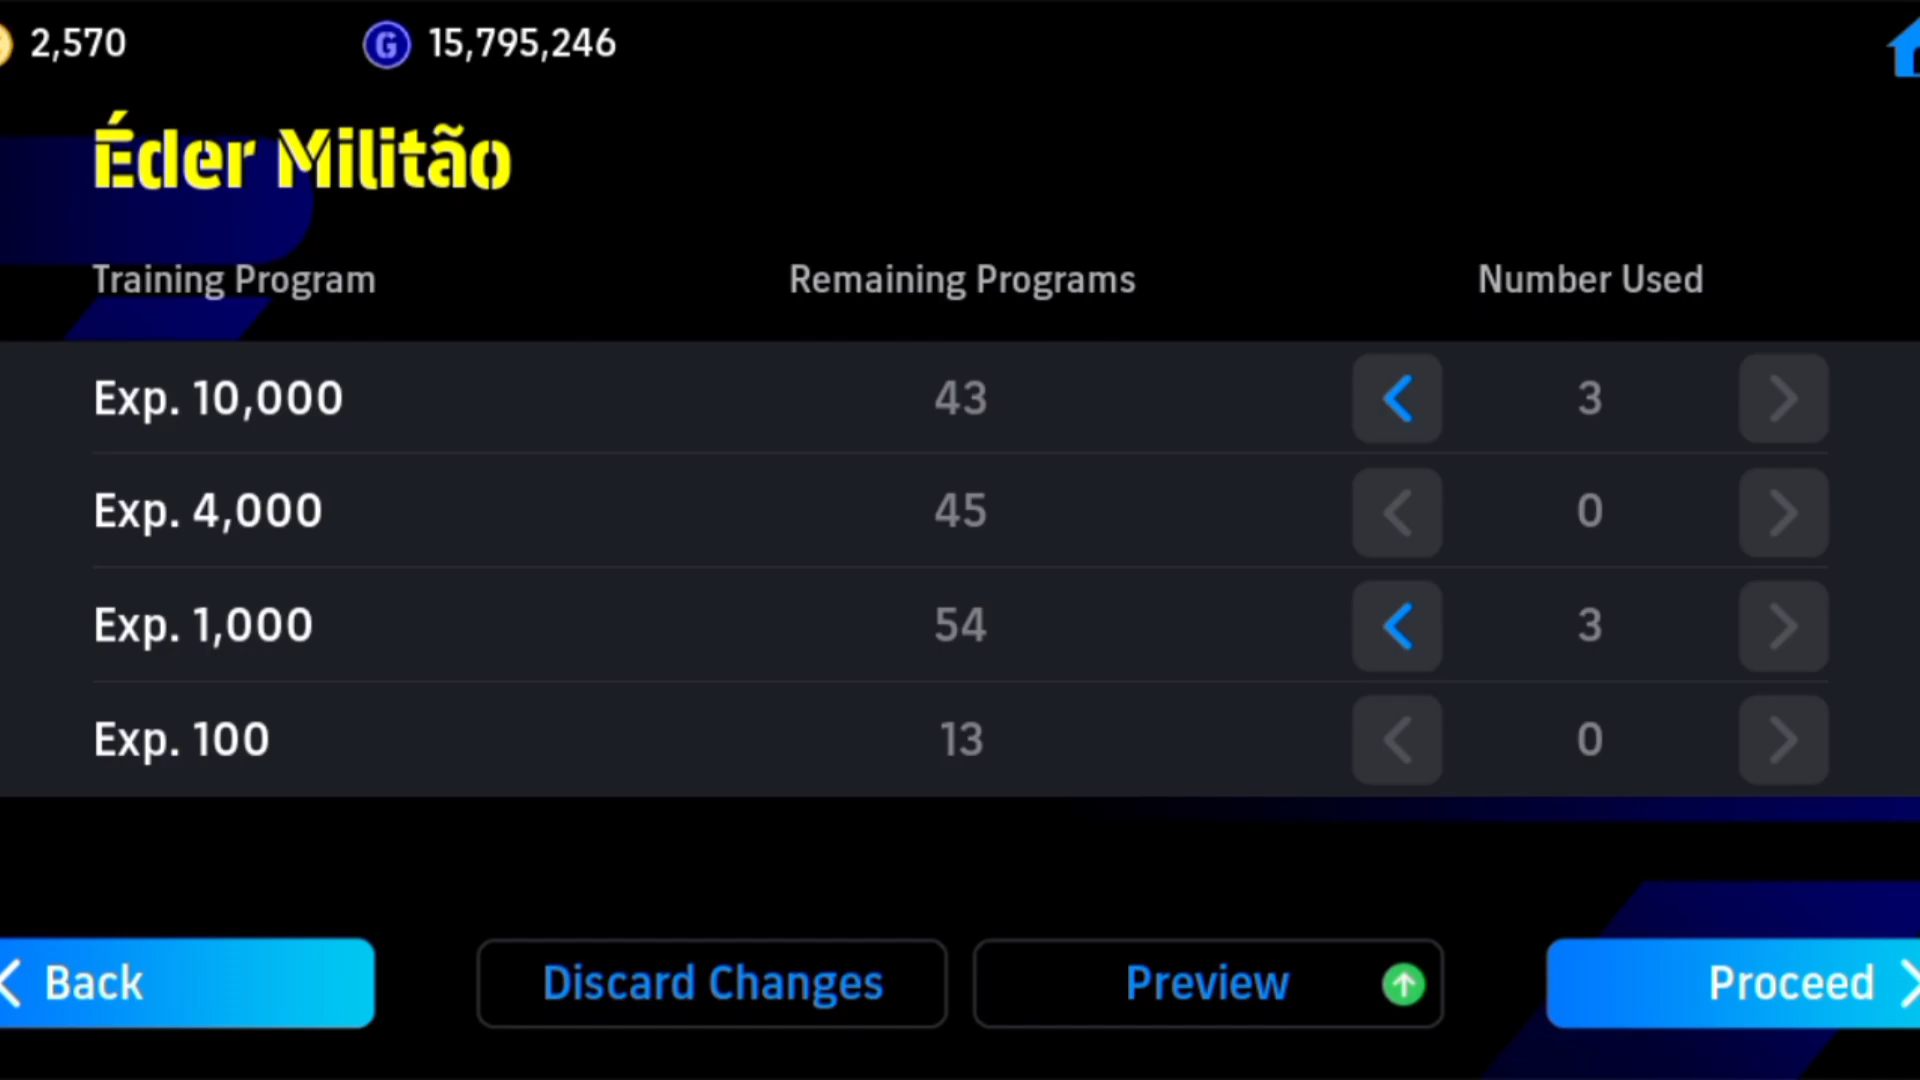 2,570
G 15,795,246
Éder Militão
Training Program Remaining Programs Number Used
Exp. 10,000 43 3
Exp. 4,000 45 0
Exp. 1,000 54 3
Exp. 100 13 0
Back Discard Changes Preview Proceed